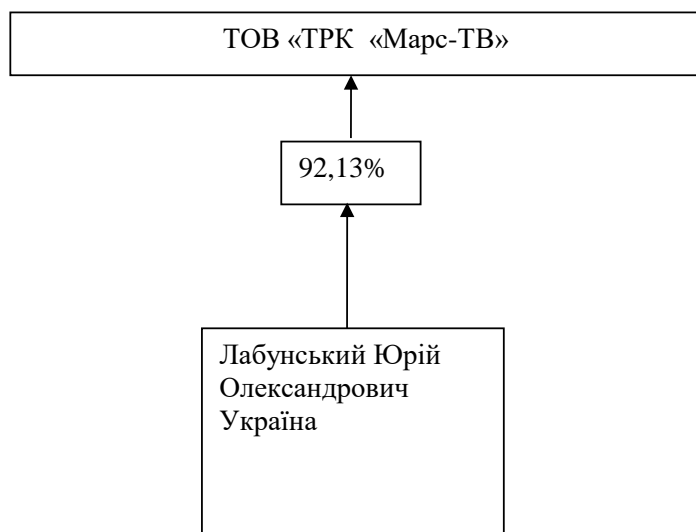 ТОВ «ТРК «Марс-ТВ»
92,13%
Лабунський Юрій
Олександрович
Україна